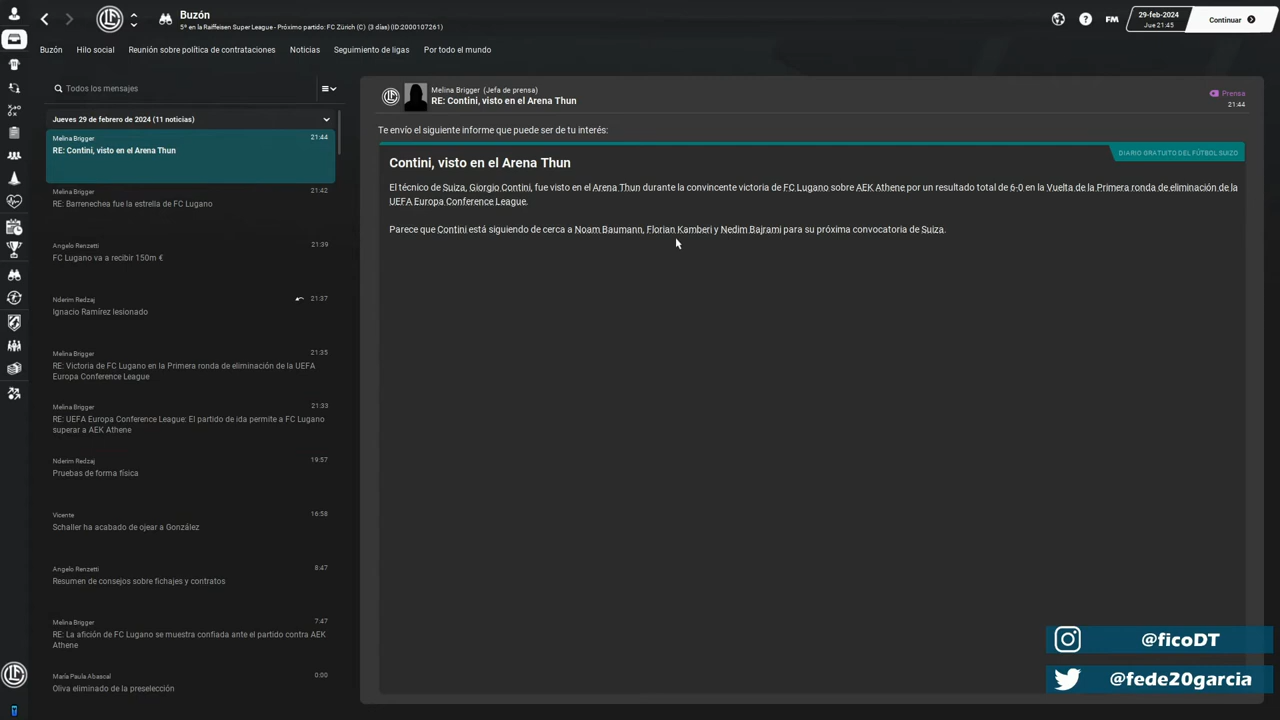 Buzón
5º en la Raiffeisen Super League - Próximo partido: FC Zürich (C) (3 días) (ID:2000107261)
FM
29-feb-2024
Jue 21:45
Continuar
Buzón
Hilo social
Reunión sobre política de contrataciones
Noticias
Seguimiento de ligas
Por todo el mundo
Todos los mensajes
Jueves 29 de febrero de 2024 (11 noticias)
Melina Brigger
21:44
RE: Contini, visto en el Arena Thun
Melina Brigger
21:42
RE: Barrenechea fue la estrella de FC Lugano
Angelo Renzetti
21:39
FC Lugano va a recibir 150m €
Nderim Redzaj
21:37
Ignacio Ramírez lesionado
Melina Brigger
21:35
RE: Victoria de FC Lugano en la Primera ronda de eliminación de la UEFA
Europa Conference League
Melina Brigger
21:33
RE: UEFA Europa Conference League: El partido de ida permite a FC Lugano
superar a AEK Athene
Nderim Redzaj
19:57
Pruebas de forma física
Vicente
16:58
Schaller ha acabado de ojear a González
Angelo Renzetti
8:47
Resumen de consejos sobre fichajes y contratos
Melina Brigger
7:47
RE: La afición de FC Lugano se muestra confiada ante el partido contra AEK
Athene
María Paula Abascal
0:00
Oliva eliminado de la preselección
Melina Brigger (Jefa de prensa)
RE: Contini, visto en el Arena Thun
Prensa
21:44
Te envío el siguiente informe que puede ser de tu interés:
DIARIO GRATUITO DEL FÚTBOL SUIZO
Contini, visto en el Arena Thun
El técnico de Suiza, Giorgio Contini, fue visto en el Arena Thun durante la convincente victoria de FC Lugano sobre AEK Athene por un resultado total de 6-0 en la Vuelta de la Primera ronda de eliminación de la
UEFA Europa Conference League.
Parece que Contini está siguiendo de cerca a Noam Baumann, Florian Kamberi y Nedim Bajrami para su próxima convocatoria de Suiza.
@ficoDT
@fede20garcia